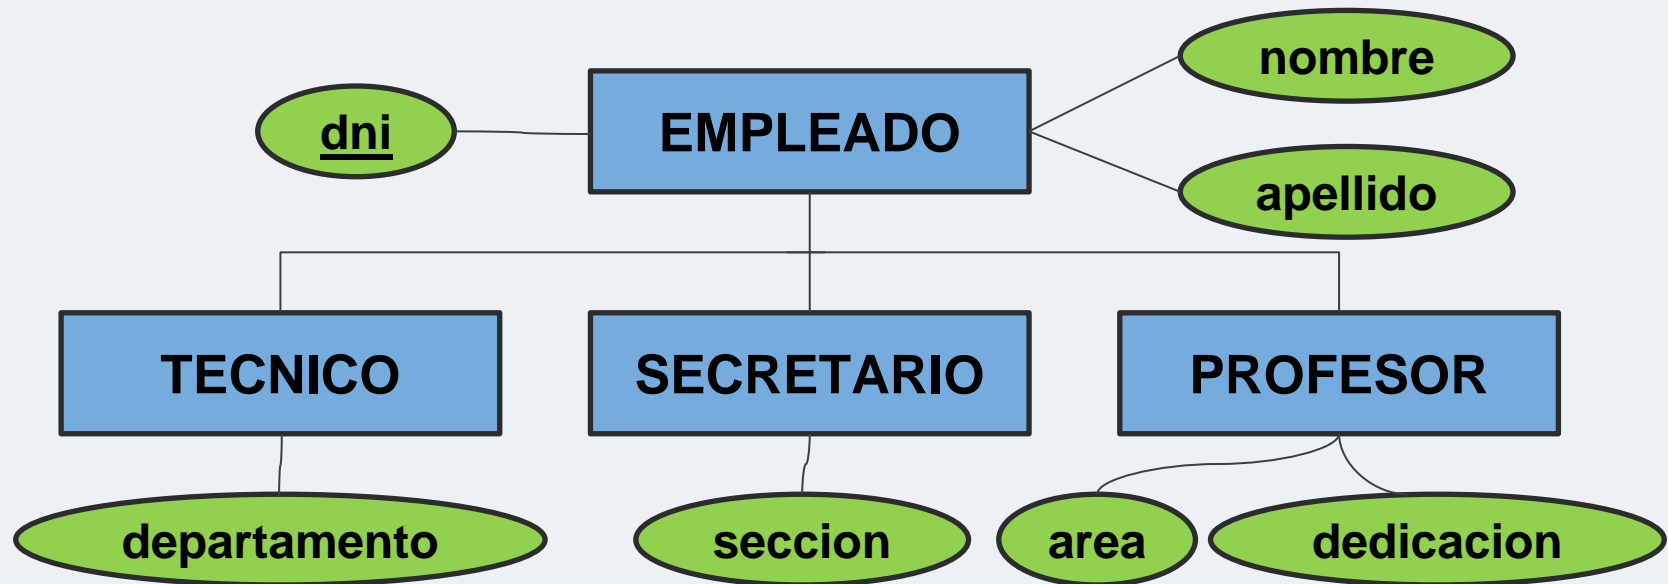 nombre
dni
EMPLEADO
apellido
TECNICO
SECRETARIO
PROFESOR
departamento
seccion
area
dedicacion